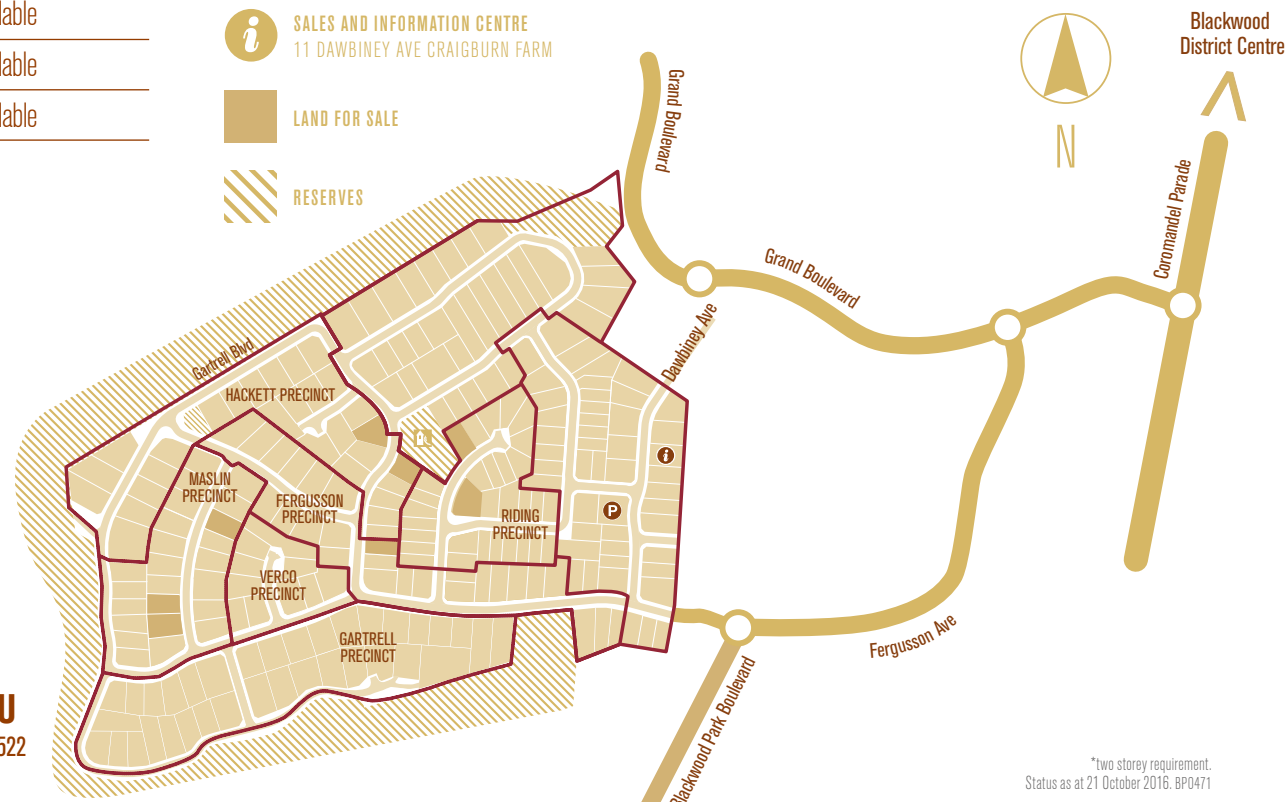 lable
lable
lable
i
SALES AND INFORMATION CENTRE
11 DAWBINEY AVE CRAIGBURN FARM
LAND FOR SALE
RESERVES
N
Blackwood
District Centre
Grand Boulevard
Grand Boulevard
Coromandel Parade
Dawbiney Ave
Gartrell Blvd
HACKETT PRECINCT
MASLIN
PRECINCT
FERGUSSON
PRECINCT
i
P
RIDING
PRECINCT
VERCO
PRECINCT
GARTRELL
PRECINCT
Fergusson Ave
Blackwood Park Boulevard
U
522
*two storey requirement.
Status as at 21 October 2016. BP0471